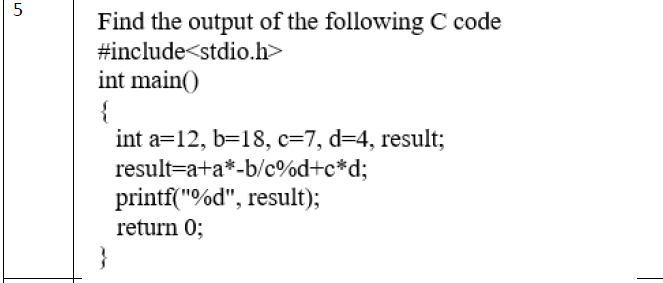 5
Find the output of the following C code
#include<stdio.h>
int main()
{
int a=12, b=18, c=7, d=4, result;
result=a+a*-b/c%d+c*d;
printf("%d", result);
return 0;
}